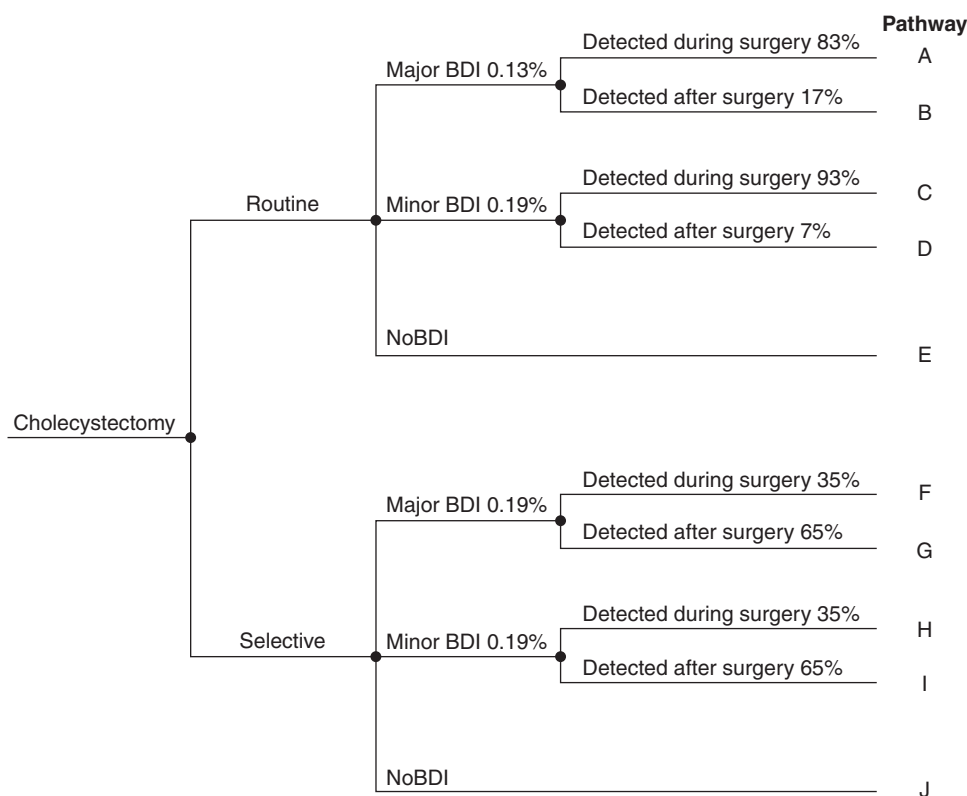 Pathway
Detected during surgery 83%
A
Major BDI 0.13%
Detected after surgery 17%
B
Detected during surgery 93%
C
Routine
Minor BDI 0.19%
Detected after surgery 7%
D
NoBDI
E
Cholecystectomy
Detected during surgery 35%
F
Major BDI 0.19%
Detected after surgery 65%
G
Detected during surgery 35%
H
Selective
Minor BDI 0.19%
Detected after surgery 65%
I
NoBDI
J